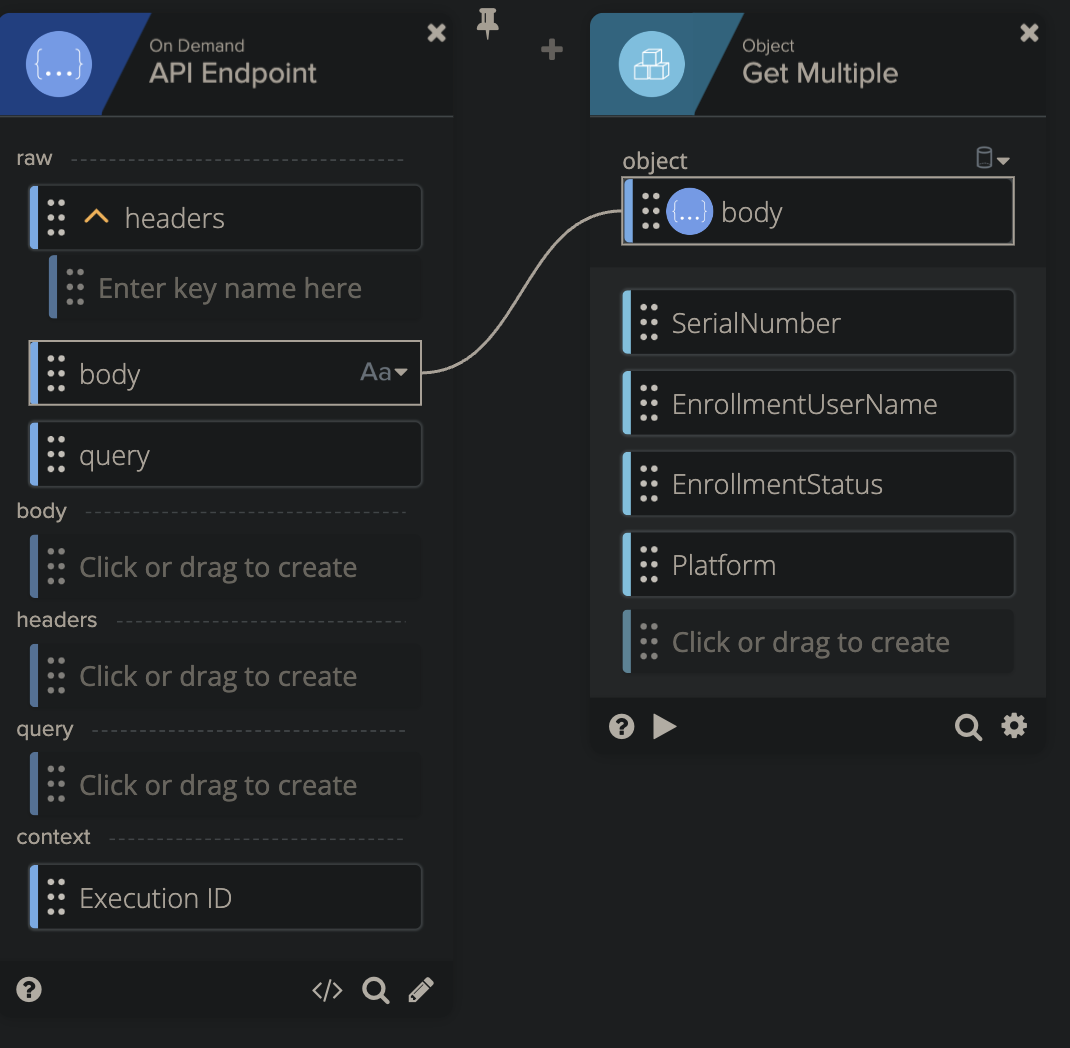 On Demand
API Endpoint
raw
headers
Enter key name here
body Aa
query
body
Click or drag to create
headers
Click or drag to create
query
Click or drag to create
context
Execution ID
</>
Object
Get Multiple
object
{...} body
SerialNumber
EnrollmentUserName
EnrollmentStatus
Platform
Click or drag to create